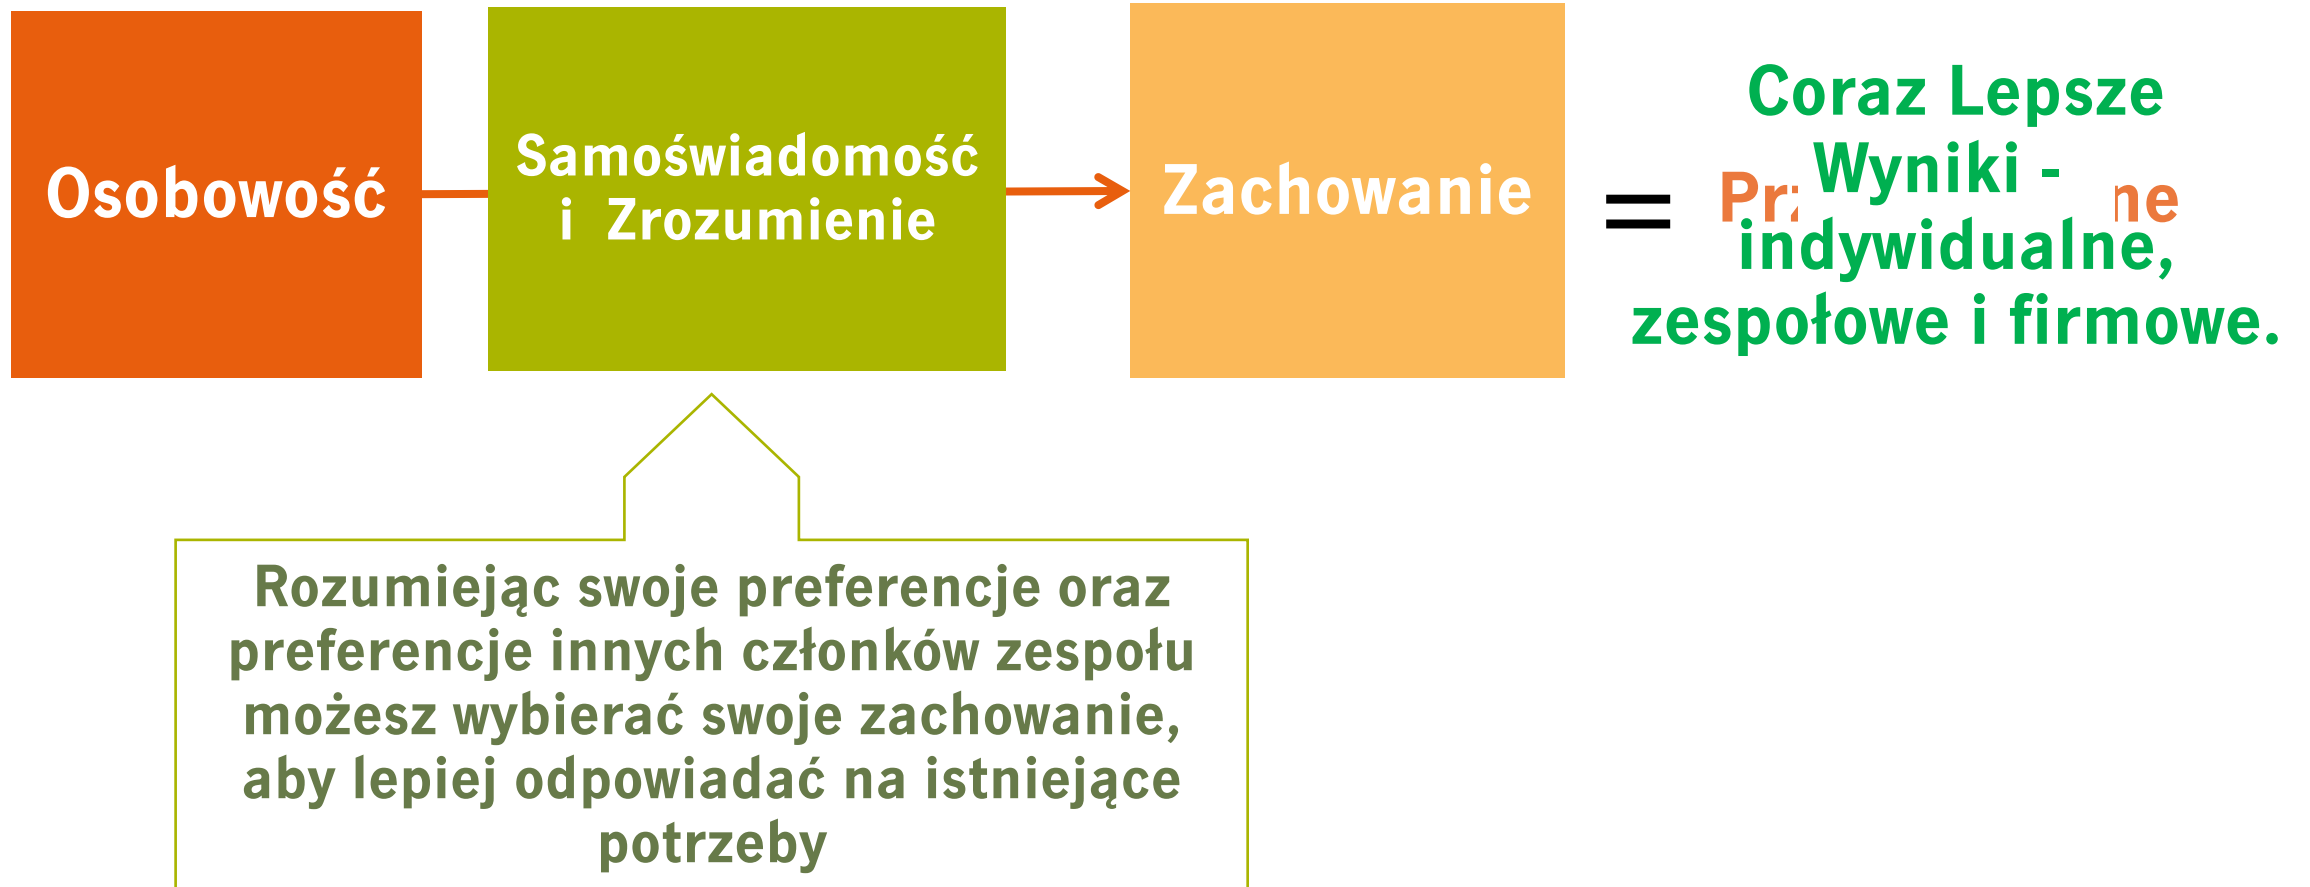 Osobowość
Samoświadomość
i Zrozumienie
Zachowanie
=
Coraz Lepsze
Wyniki -
indywidualne,
zespołowe i firmowe.
Rozumiejąc swoje preferencje oraz
preferencje innych członków zespołu
możesz wybierać swoje zachowanie,
aby lepiej odpowiadać na istniejące
potrzeby